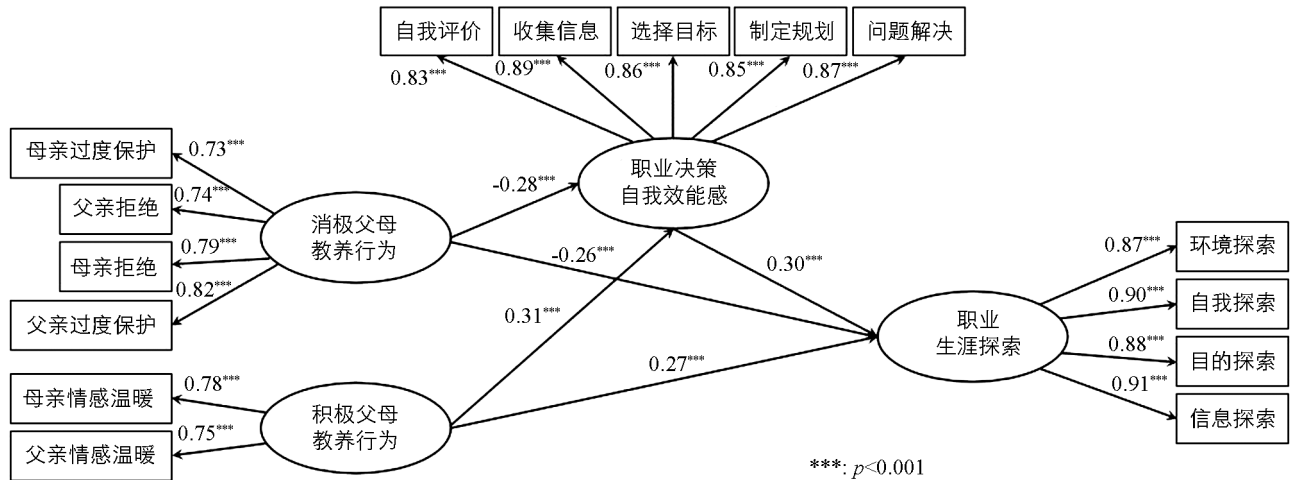 自我评价
收集信息
选择目标
制定规划
问题解决
0.83***
0.89***
0.86***
0.85***
0.87***
母亲过度保护
0.73***
父亲拒绝
0.74***
母亲拒绝
0.79***
父亲过度保护
0.82***
消极父母
教养行为
-0.28***
职业决策
自我效能感
-0.26***
0.30***
0.31***
0.27***
母亲情感温暖
0.78***
父亲情感温暖
0.75***
积极父母
教养行为
职业
生涯探索
0.87***
环境探索
0.90***
自我探索
0.88***
目的探索
0.91***
信息探索
***: p<0.001